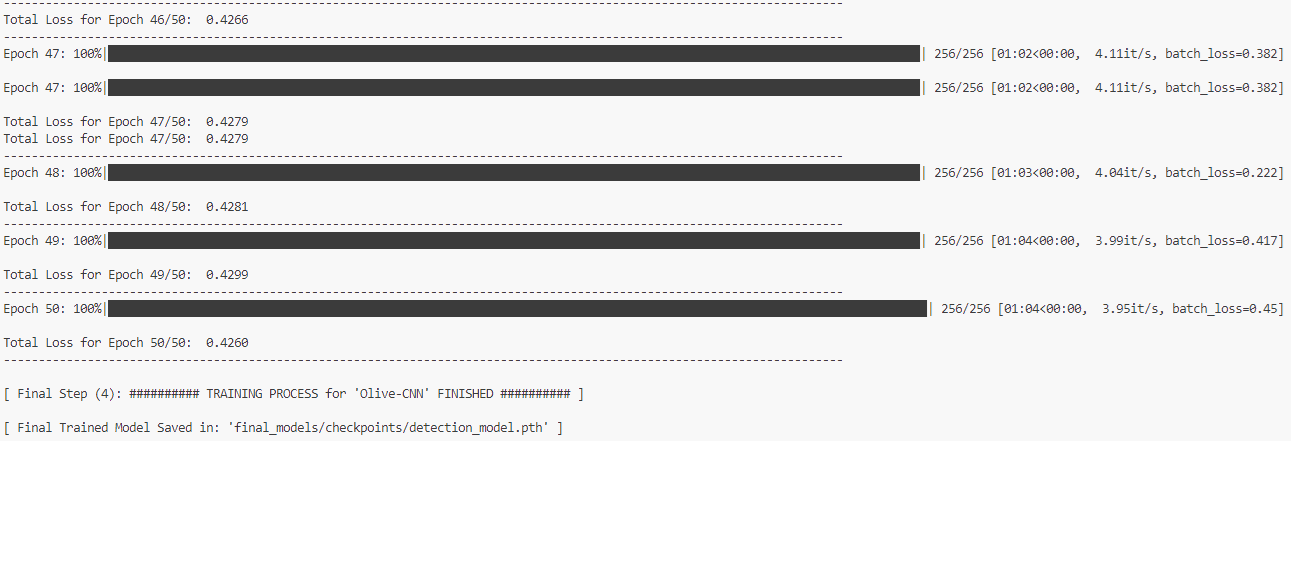 ------------------------------------------------------------------------------------------------------------------------
Total Loss for Epoch 46/50:  0.4266
------------------------------------------------------------------------------------------------------------------------
Epoch 47: 100%|| 256/256 [01:02<00:00,  4.11it/s, batch_loss=0.382]
Epoch 47: 100%|| 256/256 [01:02<00:00,  4.11it/s, batch_loss=0.382]
Total Loss for Epoch 47/50:  0.4279
Total Loss for Epoch 47/50:  0.4279
------------------------------------------------------------------------------------------------------------------------
Epoch 48: 100%|| 256/256 [01:03<00:00,  4.04it/s, batch_loss=0.222]
Total Loss for Epoch 48/50:  0.4281
------------------------------------------------------------------------------------------------------------------------
Epoch 49: 100%|| 256/256 [01:04<00:00,  3.99it/s, batch_loss=0.417]
Total Loss for Epoch 49/50:  0.4299
------------------------------------------------------------------------------------------------------------------------
Epoch 50: 100%|| 256/256 [01:04<00:00,  3.95it/s, batch_loss=0.45]
Total Loss for Epoch 50/50:  0.4260
------------------------------------------------------------------------------------------------------------------------
[ Final Step (4): ########## TRAINING PROCESS for 'Olive-CNN' FINISHED ########## ]
[ Final Trained Model Saved in: 'final_models/checkpoints/detection_model.pth' ]